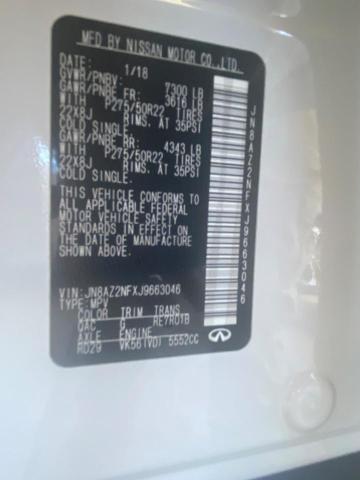 MFD BY NISSAN MOTOR CO.,LTD.
DATE: 1/18
GVWR/PNBV: 7300 LB
GAWR/PNBE FR: 3616 LB
WITH P275/50R22 TIRES
22X8J RIMS, AT 35PSI
COLD SINGLE.
GAWR/PNBE RR: 4343 LB
WITH P275/50R22 TIRES
22X8J RIMS, AT 35PSI
COLD SINGLE.
THIS VEHICLE CONFORMS
TO ALL APPLICABLE FEDERAL
MOTOR VEHICLE SAFETY
STANDARDS IN EFFECT ON
THE DATE OF MANUFACTURE
SHOWN ABOVE.
VIN: JN8AZ2NFXJ9663046
TYPE: MPV
COLOR TRIM TRANS
QAC G RE7R01B
AXLE ENGINE
RD29 VK56(VD) 5552CC
JN8AZ2NFXJ9663046